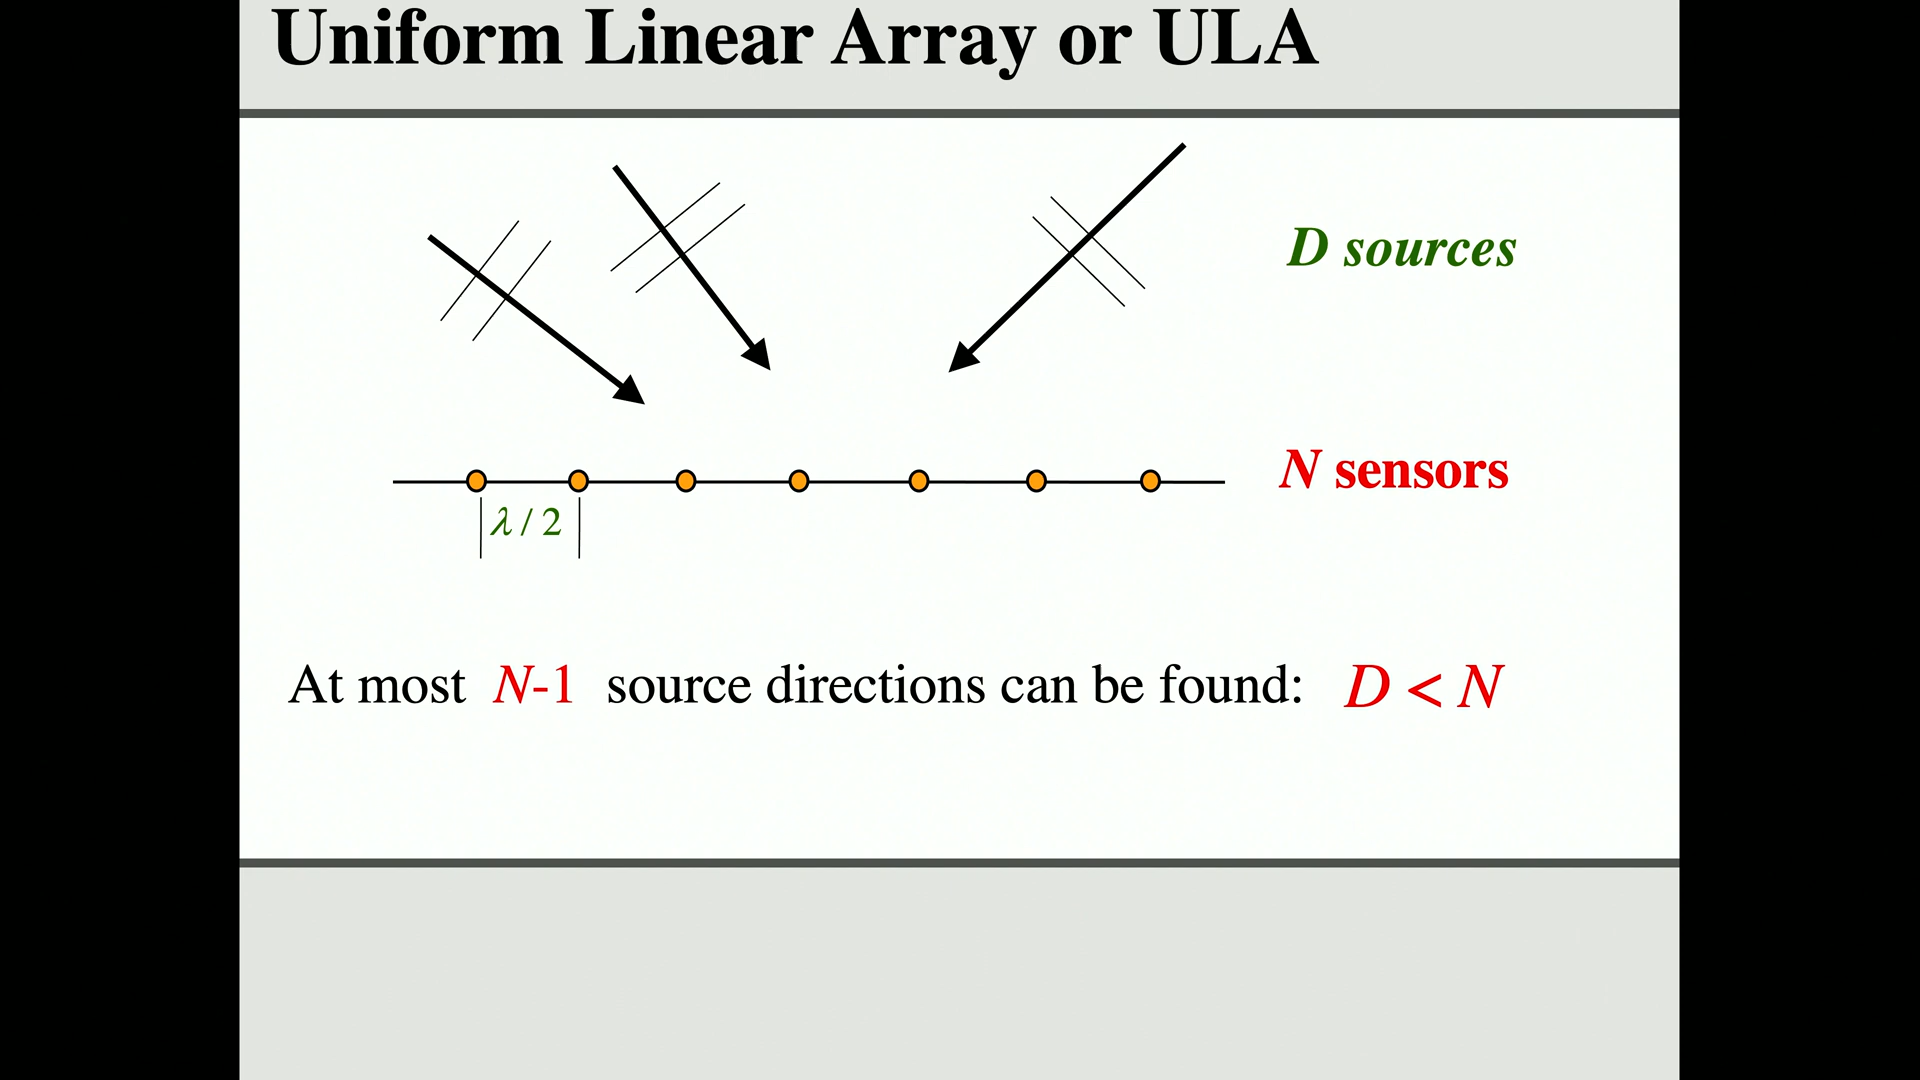 Uniform Linear Array or ULA
D sources
N sensors
λ / 2
At most N-1 source directions can be found: D < N